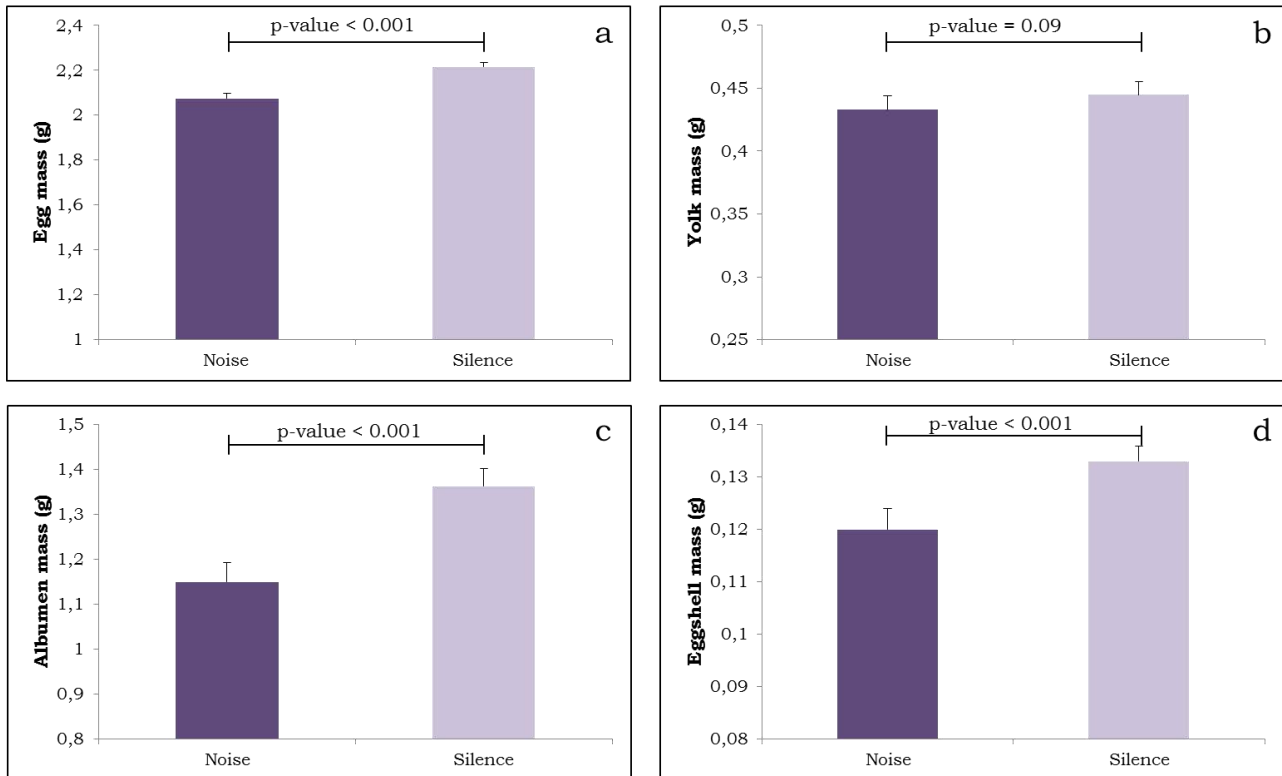 a
p-value < 0.001
Egg mass (g)
2,4
2,2
2
1,8
1,6
1,4
1,2
1
Noise
Silence
b
p-value = 0.09
Yolk mass (g)
0,5
0,45
0,4
0,35
0,3
0,25
Noise
Silence
c
p-value < 0.001
Albumen mass (g)
1,5
1,4
1,3
1,2
1,1
1
0,9
0,8
Noise
Silence
d
p-value < 0.001
Eggshell mass (g)
0,14
0,13
0,12
0,11
0,1
0,09
0,08
Noise
Silence